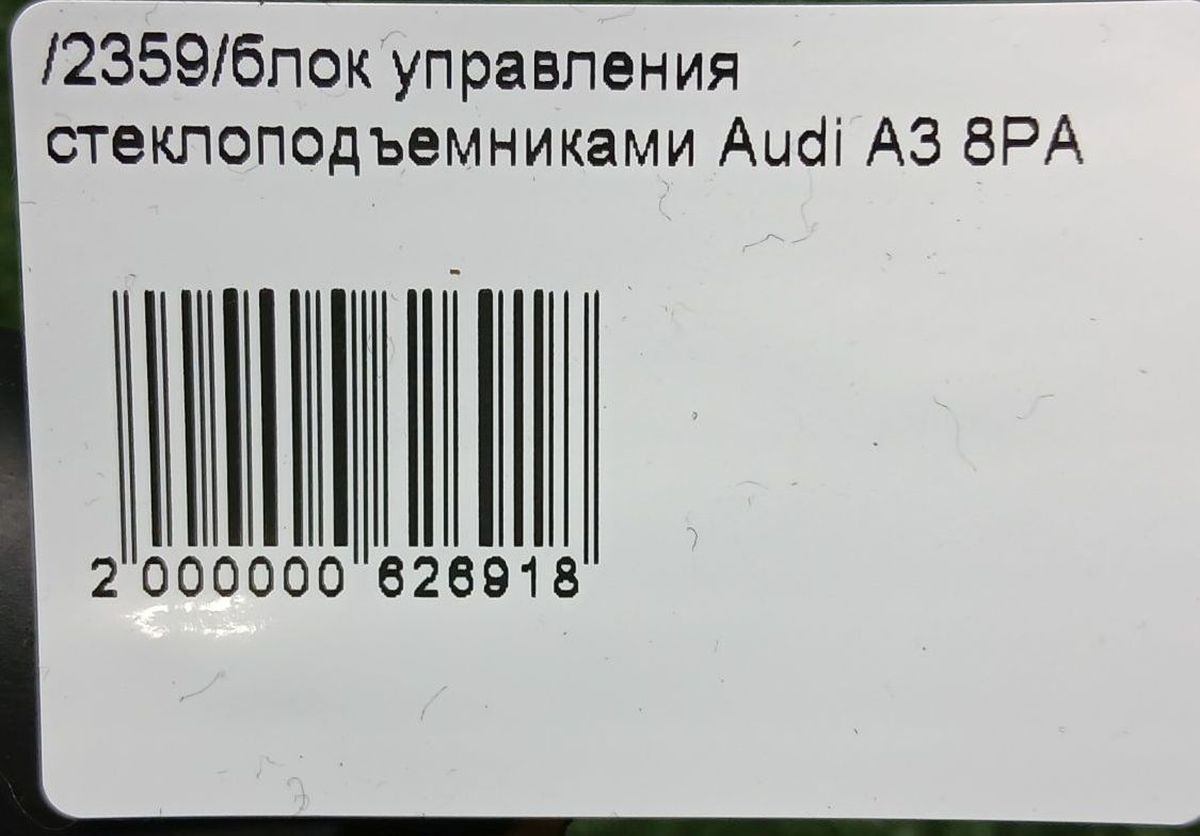 /2359/блок управления
стеклоподъемниками Audi A3 8PA
2 000000 626918